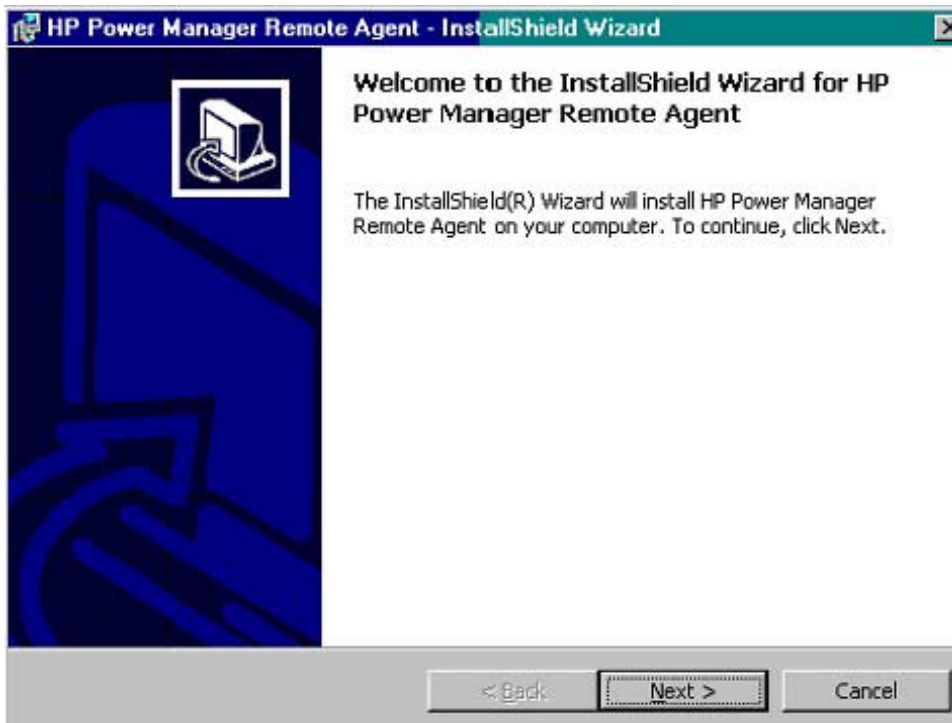 HP Power Manager Remote Agent - InstallShield Wizard
Welcome to the InstallShield Wizard for HP
Power Manager Remote Agent
The InstallShield(R) Wizard will install HP Power Manager
Remote Agent on your computer. To continue, click Next.
< Back
Next >
Cancel